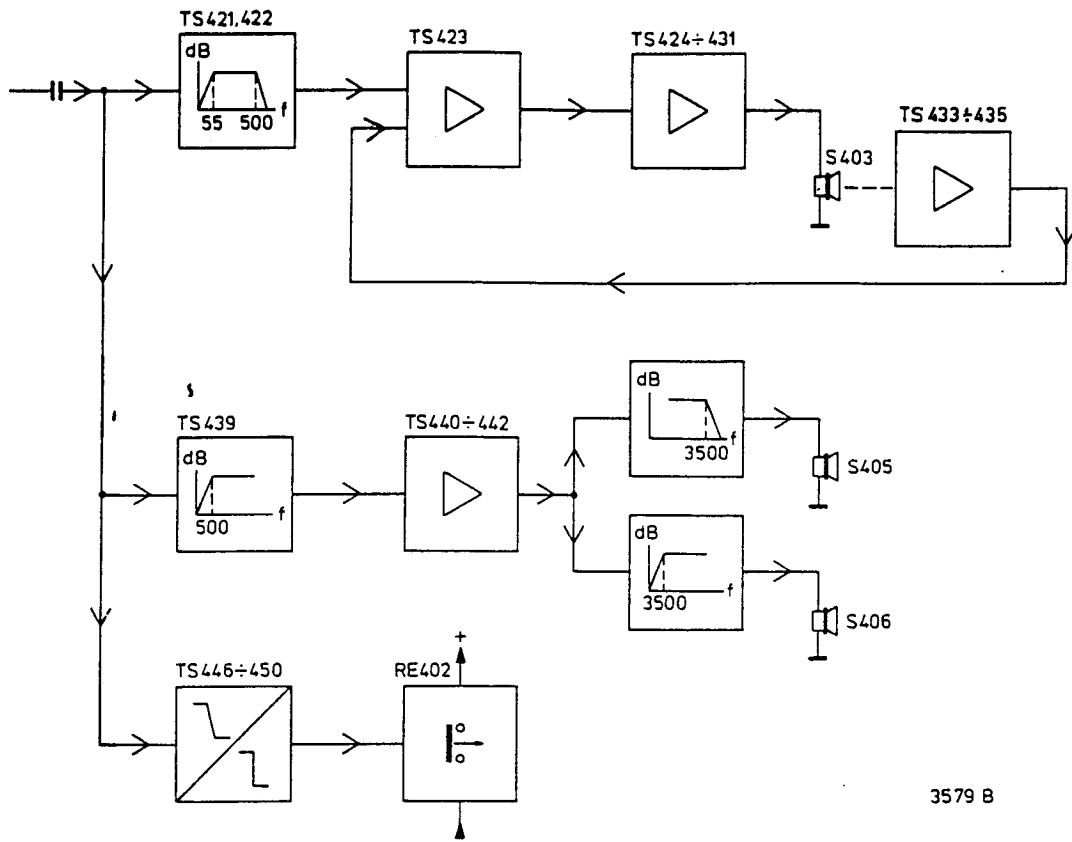 TS421,422
dB
f
55 500
TS423
TS424÷431
S403
TS433÷435
TS439
dB
f
500
TS440÷442
dB
f
3500
S405
dB
f
3500
S406
TS446÷450
RE402
+
3579 B